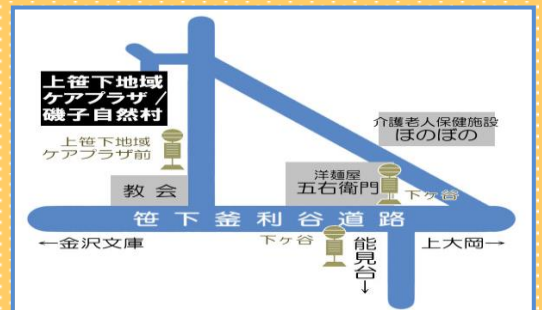 上笹下地域
ケアプラザ/
磯子自然村
上笹下地域
ケアプラザ前
介護老人保健施設
ほのぼの
洋麺屋
五右衛門
下ヶ谷
教会
笹下釜利谷道路
←金沢文庫
下ヶ谷
能見台↓
上大岡→